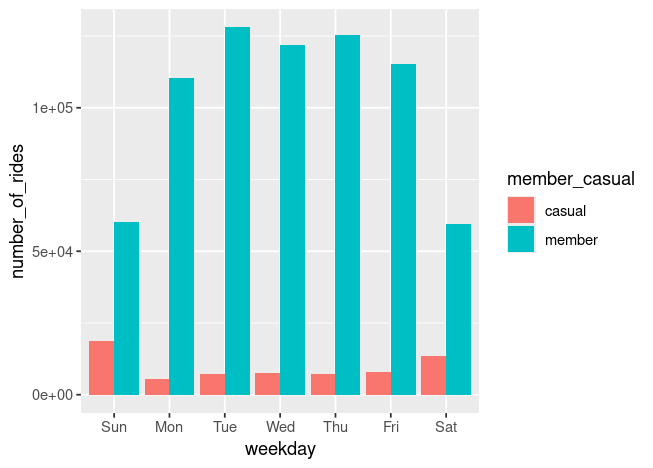 1e+05
5e+04
0e+00
number_of_rides
Sun Mon Tue Wed Thu Fri Sat
weekday
member_casual
casual
member